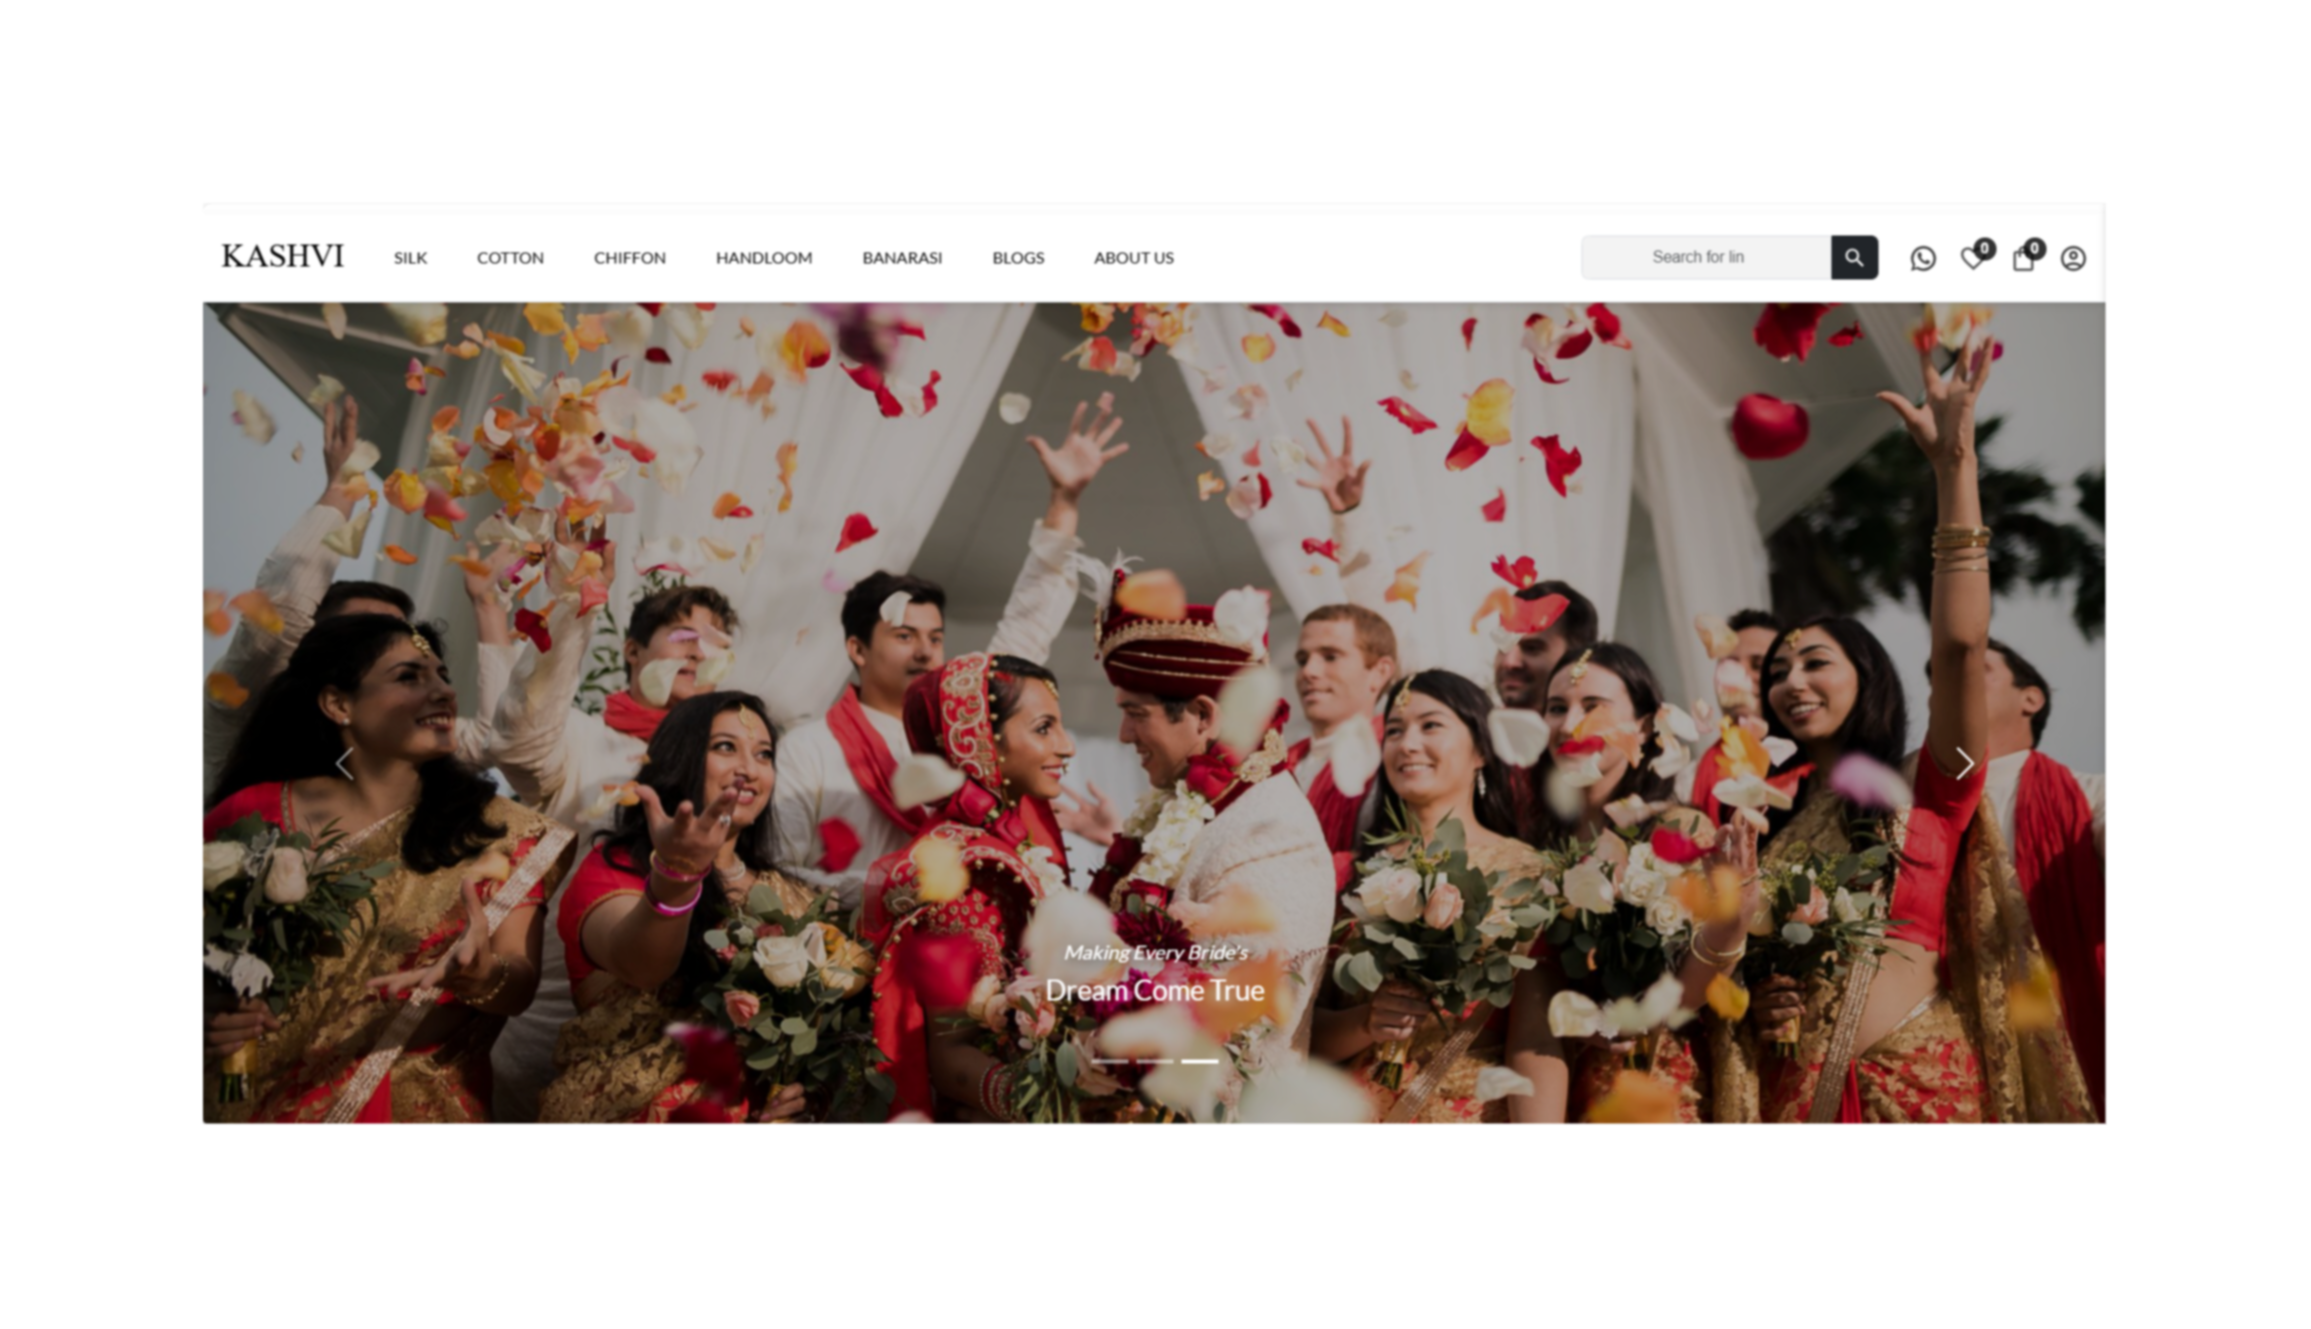 KASHVI SILK COTTON CHIFFON HANDLOOM BANARASI BLOGS ABOUT US Search for lin 0 0
Making Every Bride's
Dream Come True